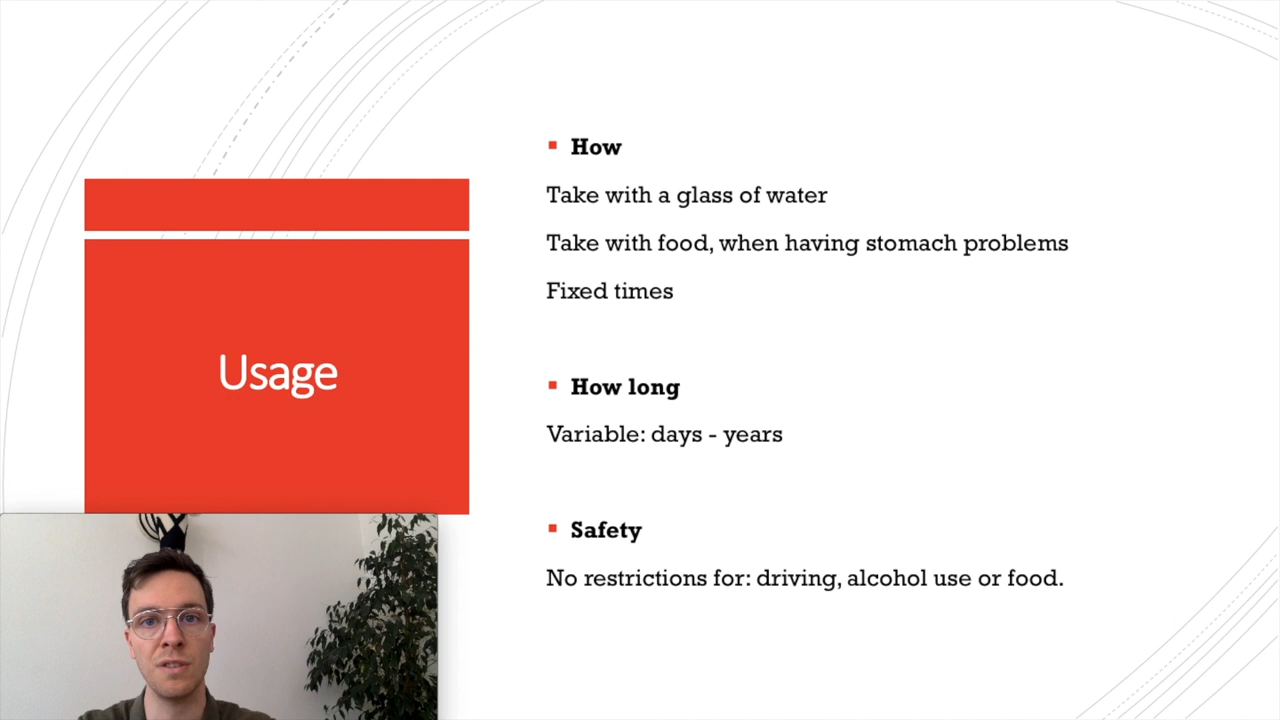 Usage
How
Take with a glass of water
Take with food, when having stomach problems
Fixed times
How long
Variable: days - years
Safety
No restrictions for: driving, alcohol use or food.